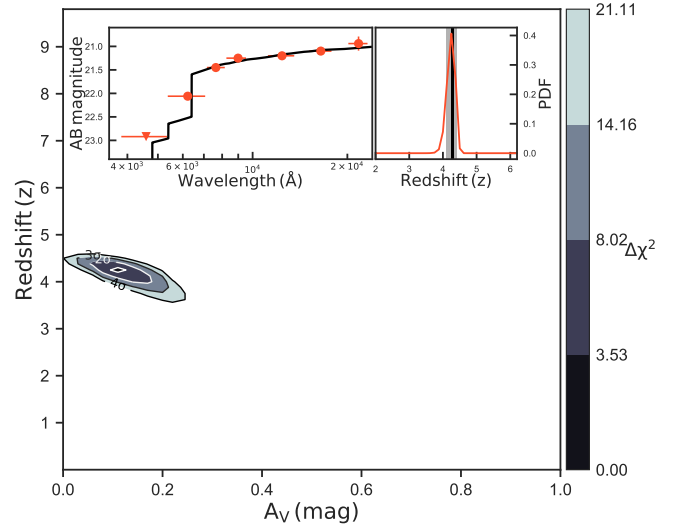 9
8
7
6
5
4
3
2
1
Redshift (z)
0.0
0.2
0.4
0.6
0.8
1.0
A_V (mag)
21.0
21.5
22.0
22.5
23.0
AB magnitude
4 × 10³
6 × 10³
10⁴
2 × 10⁴
Wavelength (Å)
0.4
0.3
0.2
0.1
0.0
PDF
2
3
4
5
6
Redshift (z)
3σ
2σ
4σ
21.11
14.16
8.02
3.53
0.00
Δχ²